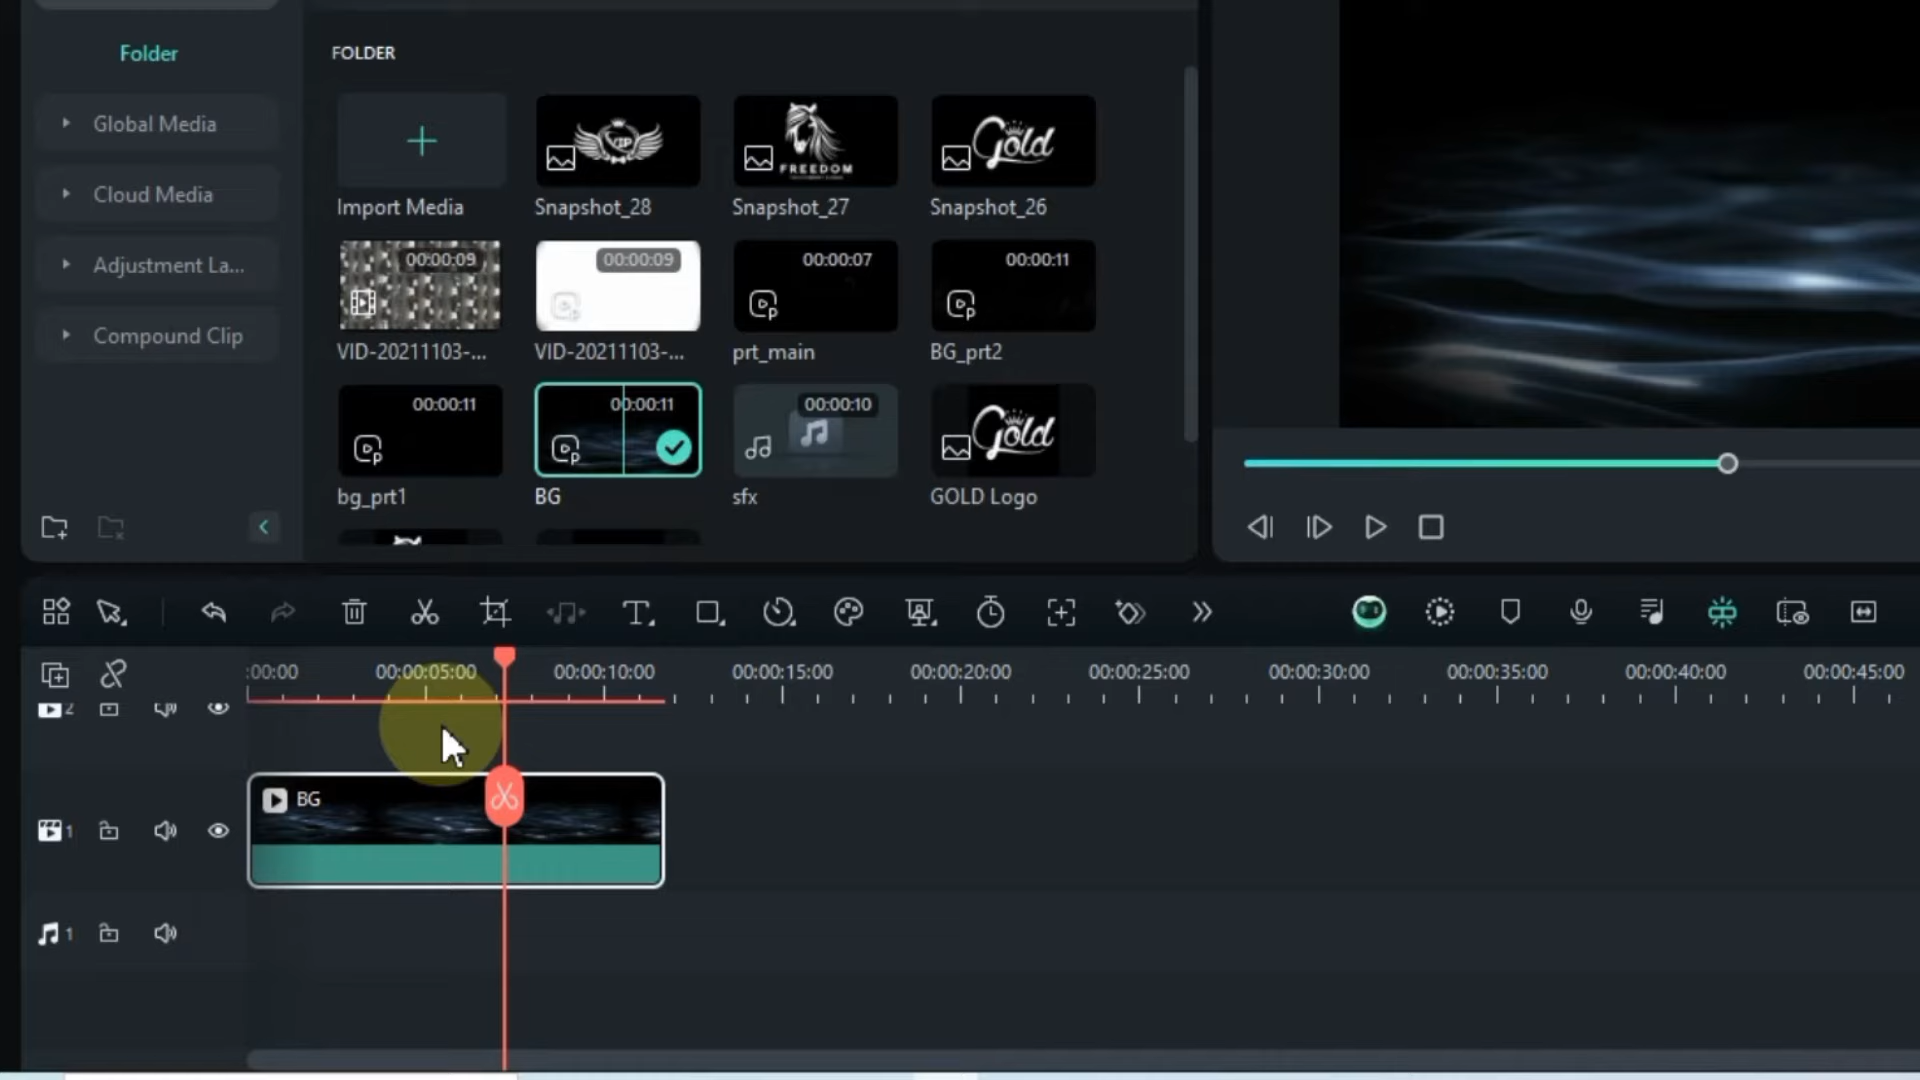 Folder
FOLDER
Global Media
Cloud Media
Adjustment La...
Compound Clip
VIP
FREEDOM
Gold
Import Media
Snapshot_28
Snapshot_27
Snapshot_26
00:00:09
00:00:09
00:00:07
00:00:11
VID-20211103-...
VID-20211103-...
prt_main
BG_prt2
00:00:11
00:00:11
00:00:10
Gold
bg_prt1
BG
sfx
GOLD Logo
:00:00
00:00:05:00
00:00:10:00
00:00:15:00
00:00:20:00
00:00:25:00
00:00:30:00
00:00:35:00
00:00:40:00
00:00:45:00
2
BG
1
1